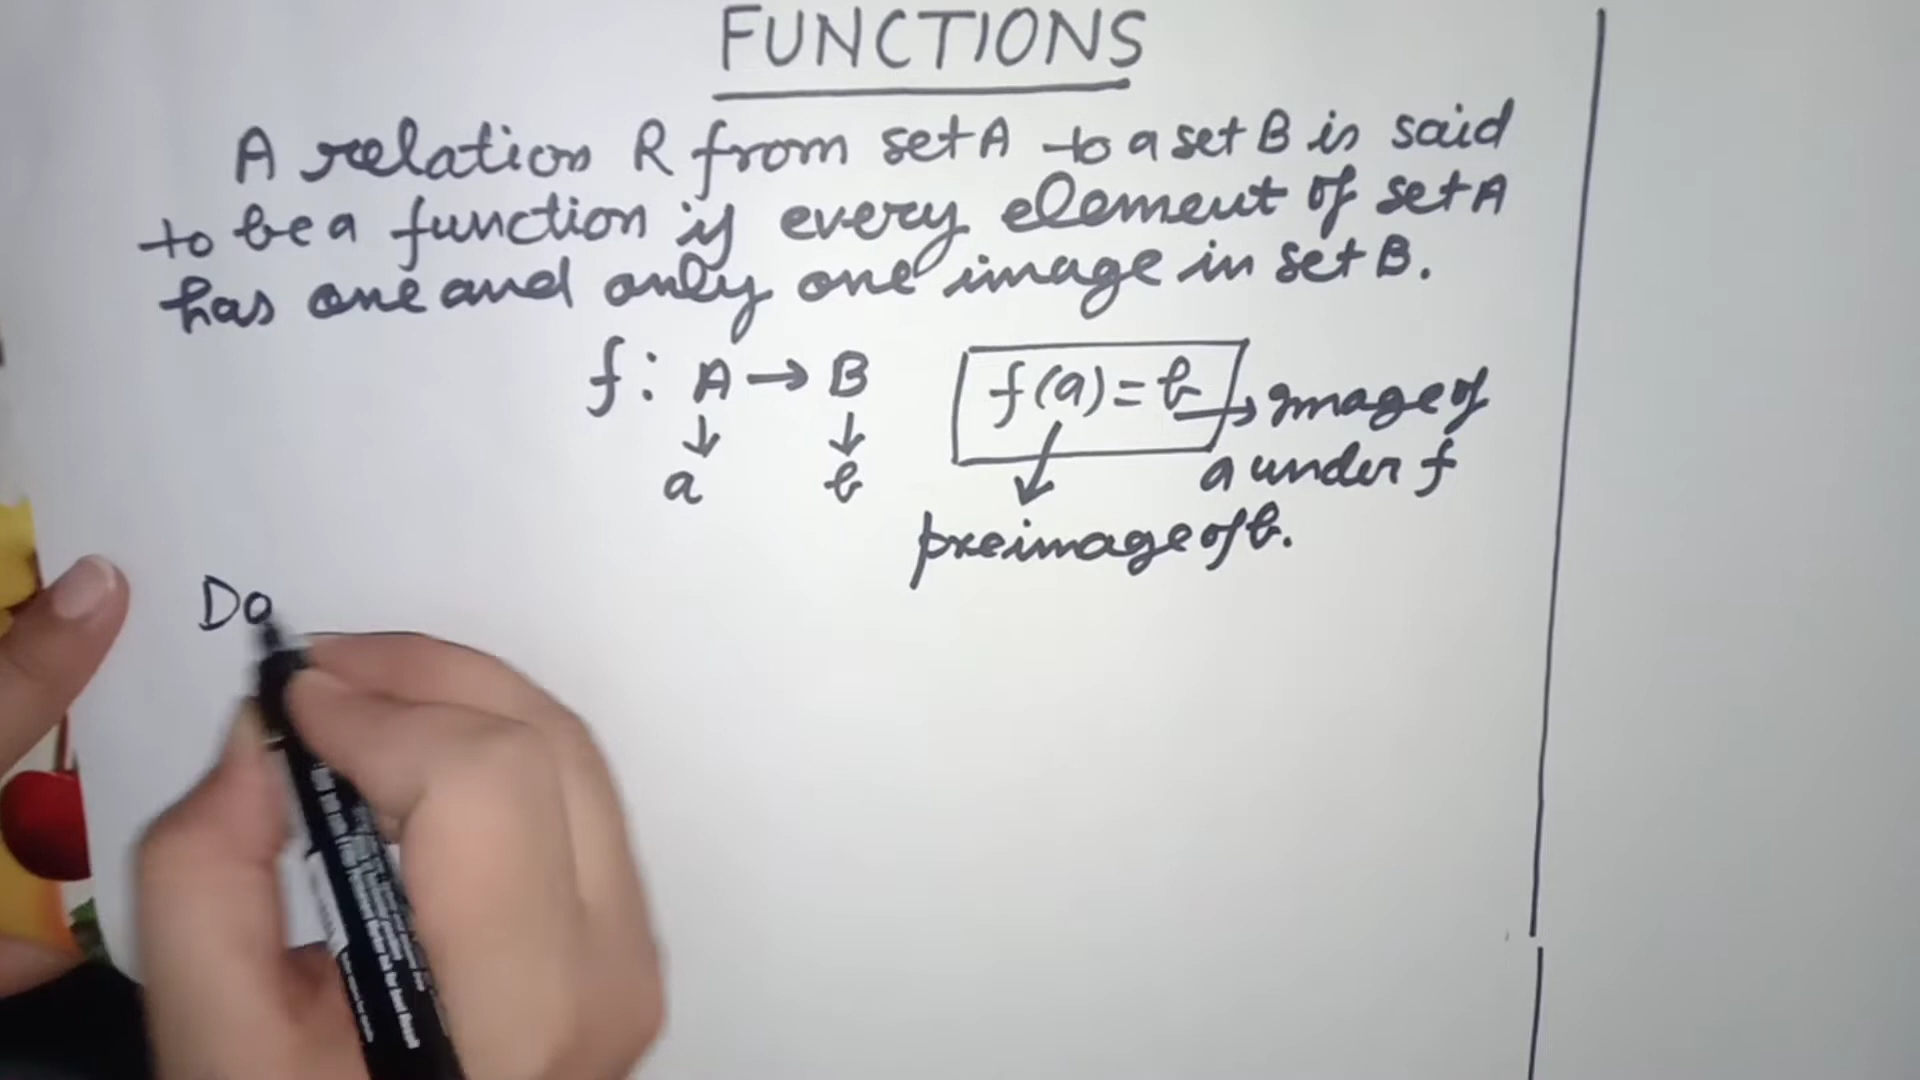 FUNCTIONS
A relation R from set A to a set B is said
to be a function if every element of set A
has one and only one image in set B.
f : A → B
↓ ↓
a b
f(a) = b → Image of
a under f
↓
preimage of b.
Do